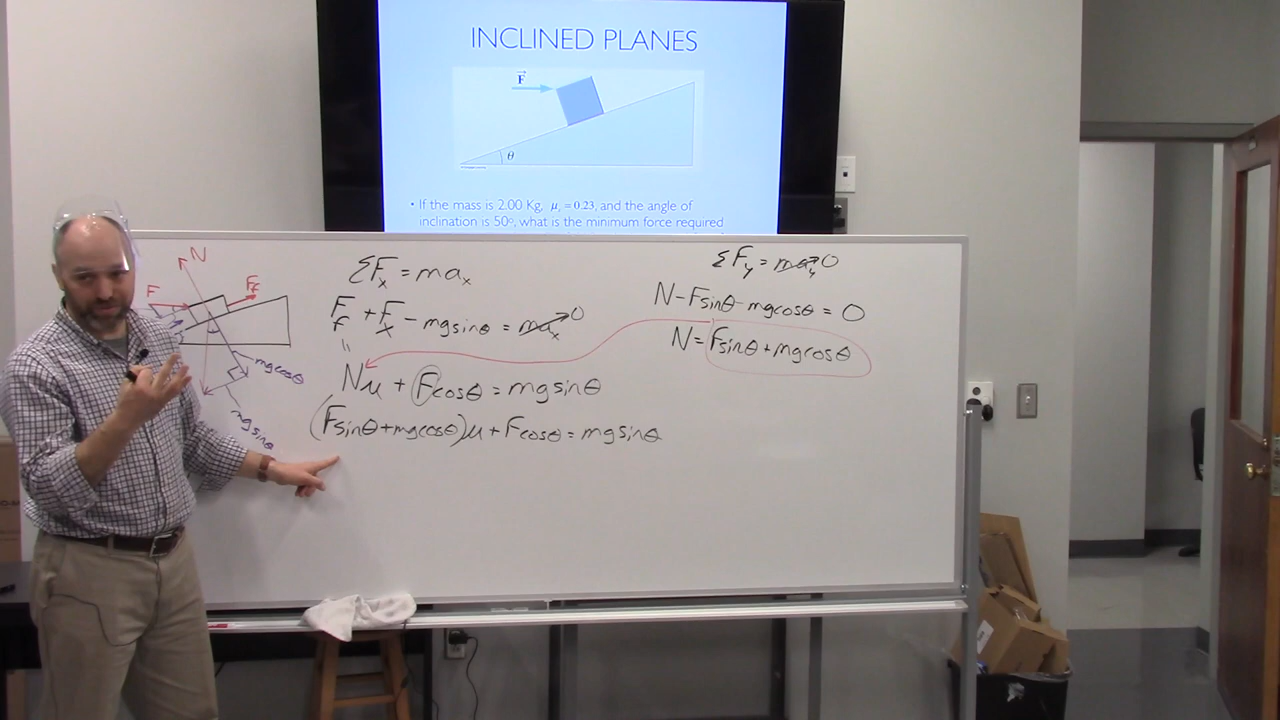 INCLINED PLANES
F
θ
• If the mass is 2.00 Kg, μs = 0.23, and the angle of
inclination is 50º, what is the minimum force required
N
F
Ff
mgcosθ
mgsinθ
ΣFx = max
Ff + Fx - mgsinθ = max 0
"
Nμ + Fcosθ = mgsinθ
(Fsinθ+mgcosθ)μ + Fcosθ = mgsinθ
ΣFy = may 0
N-Fsinθ-mgcosθ = 0
N= Fsinθ+mgcosθ